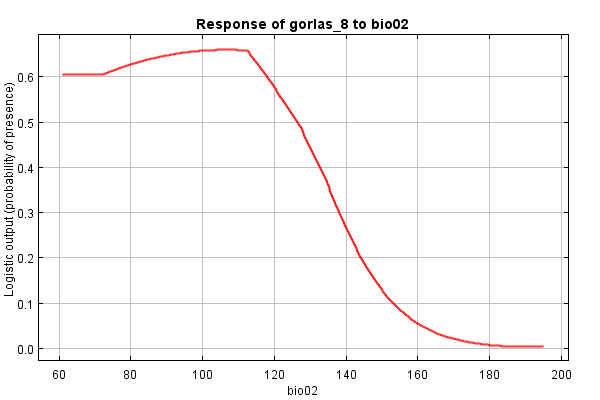 Response of gorlas_8 to bio02
Logistic output (probability of presence)
0.6
0.5
0.4
0.3
0.2
0.1
0.0
60 80 100 120 140 160 180 200
bio02